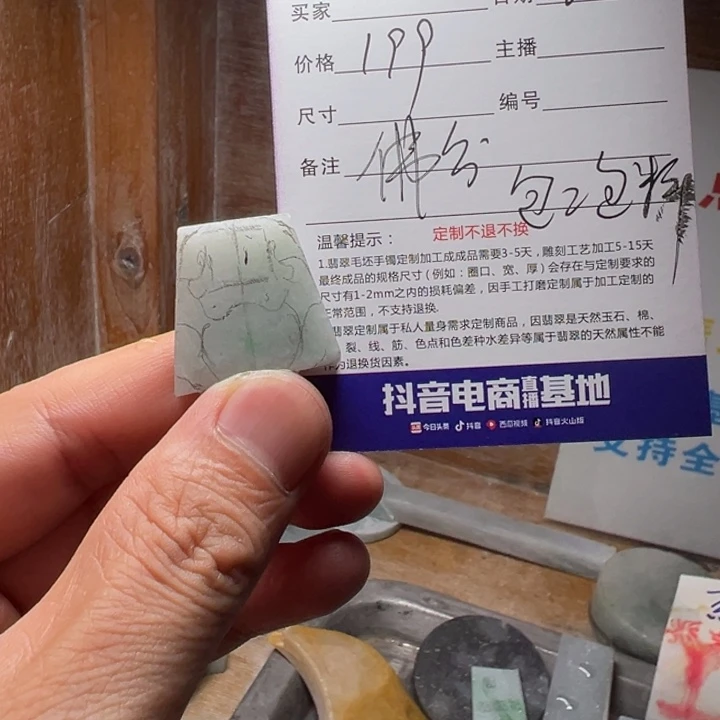 买家
价格 199 主播
尺寸 编号
备注 佛公
包工包料
温馨提示：
定制不退不换
1.翡翠毛坯手镯定制加工成成品需要3-5天，雕刻工艺加工5-15天
最终成品的规格尺寸（例如：圈口、宽、厚）会存在与定制要求的
尺寸有1-2mm之内的损耗偏差，因手工打磨定制属于加工定制的
正常范围，不支持退换.
翡翠定制属于私人量身需求定制商品，因翡翠是天然玉石、棉、
裂、线、筋、色点和色差种水差异等属于翡翠的天然属性不能
作为退换货因素。
抖音电商直播基地
头条 今日头条 抖音 西瓜视频 抖音火山版
支持全